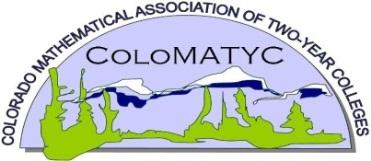 COLORADO MATHEMATICAL ASSOCIATION OF TWO-YEAR COLLEGES
COLOMATYC